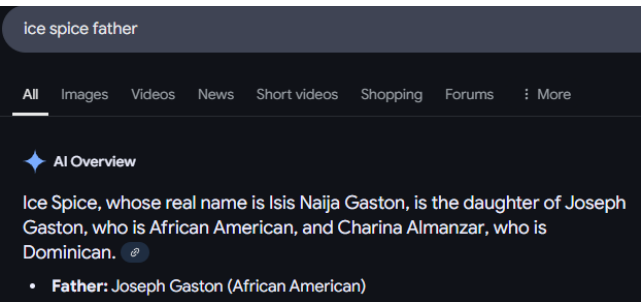 ice spice father
All Images Videos News Short videos Shopping Forums ⋮ More
AI Overview
Ice Spice, whose real name is Isis Naija Gaston, is the daughter of Joseph
Gaston, who is African American, and Charina Almanzar, who is
Dominican.
• Father: Joseph Gaston (African American)